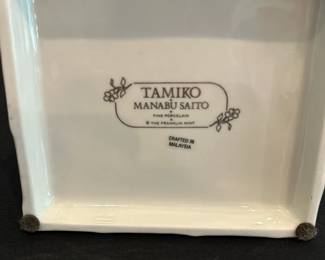 TAMIKO
MANABU SAITO
FINE PORCELAIN
© THE FRANKLIN MINT
CRAFTED IN
MALAYSIA